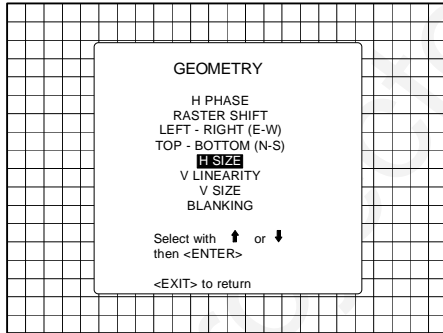 GEOMETRY
H PHASE
RASTER SHIFT
LEFT - RIGHT (E-W)
TOP - BOTTOM (N-S)
H SIZE
V LINEARITY
V SIZE
BLANKING
Select with ⬆ or ⬇
then <ENTER>
<EXIT> to return